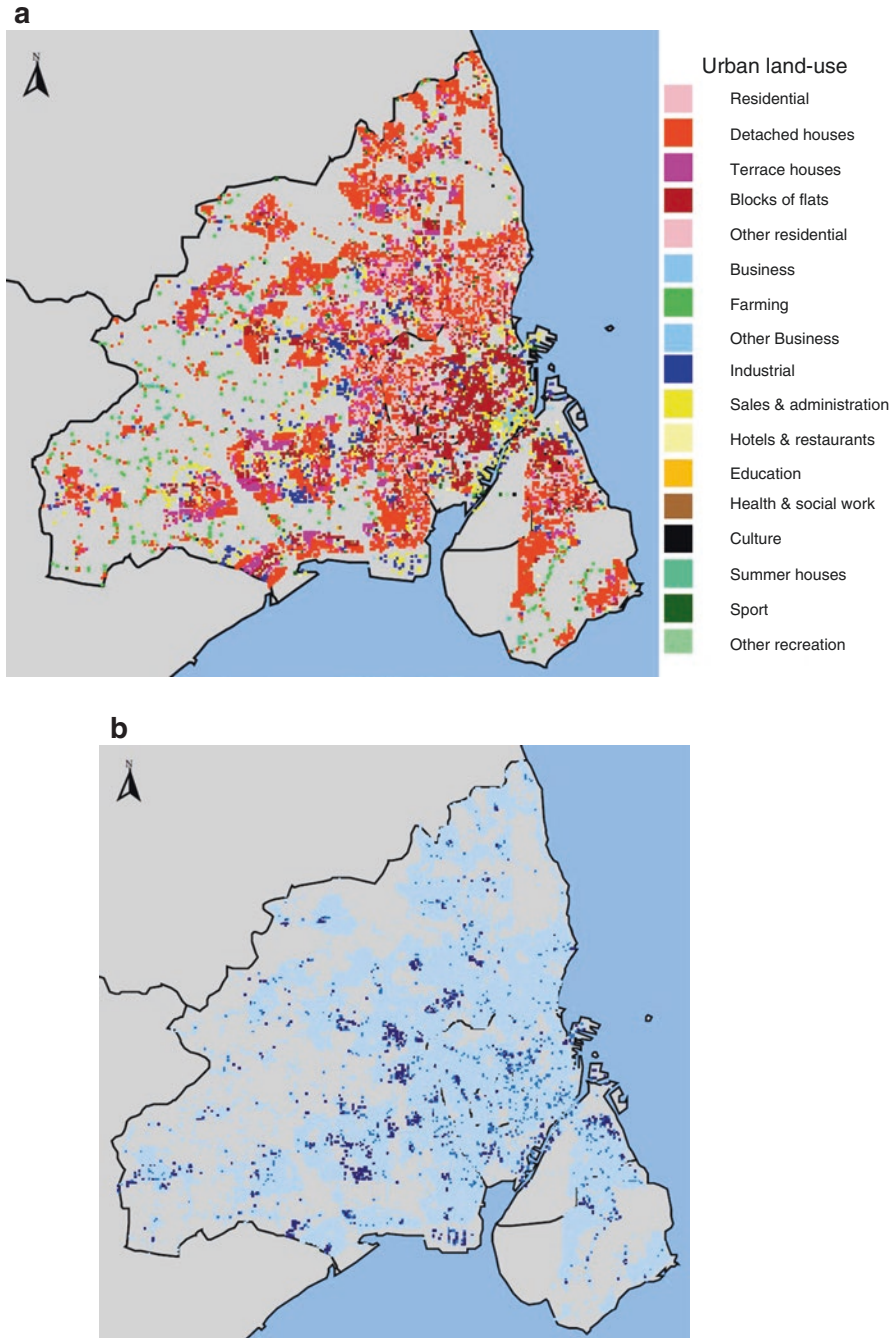 a
N
Urban land-use
Residential
Detached houses
Terrace houses
Blocks of flats
Other residential
Business
Farming
Other Business
Industrial
Sales & administration
Hotels & restaurants
Education
Health & social work
Culture
Summer houses
Sport
Other recreation
b
N